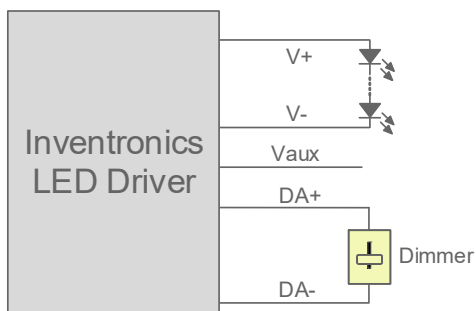 Inventronics
LED Driver
V+
V-
Vaux
DA+
Dimmer
DA-